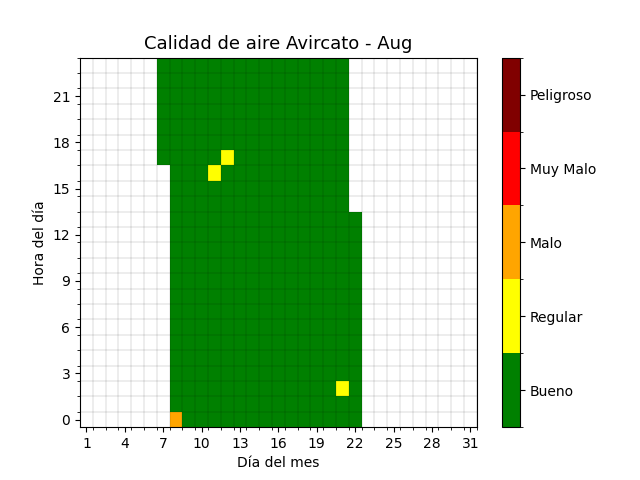 Calidad de aire Avircato - Aug
Hora del día
21
18
15
12
9
6
3
0
1 4 7 10 13 16 19 22 25 28 31
Día del mes
Peligroso
Muy Malo
Malo
Regular
Bueno